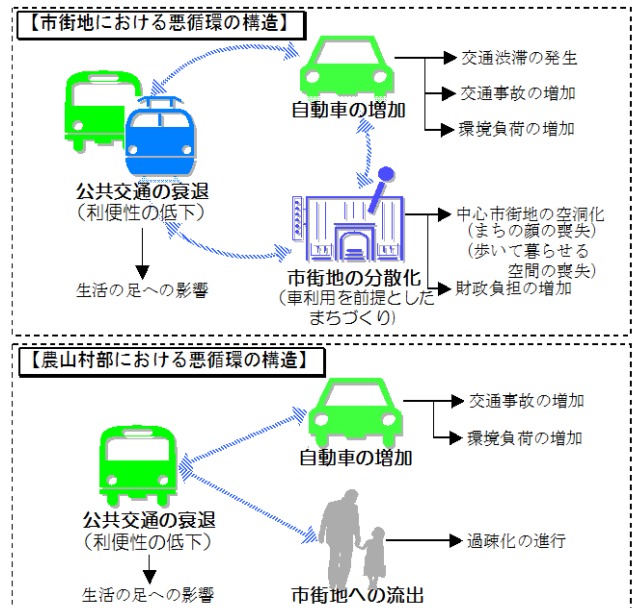 【市街地における悪循環の構造】
自動車の増加
交通渋滞の発生
交通事故の増加
環境負荷の増加
公共交通の衰退
（利便性の低下）
生活の足への影響
市街地の分散化
（車利用を前提とした
まちづくり）
中心市街地の空洞化
（まちの顔の喪失）
（歩いて暮らせる
空間の喪失）
財政負担の増加
【農山村部における悪循環の構造】
自動車の増加
交通事故の増加
環境負荷の増加
公共交通の衰退
（利便性の低下）
生活の足への影響
市街地への流出
過疎化の進行